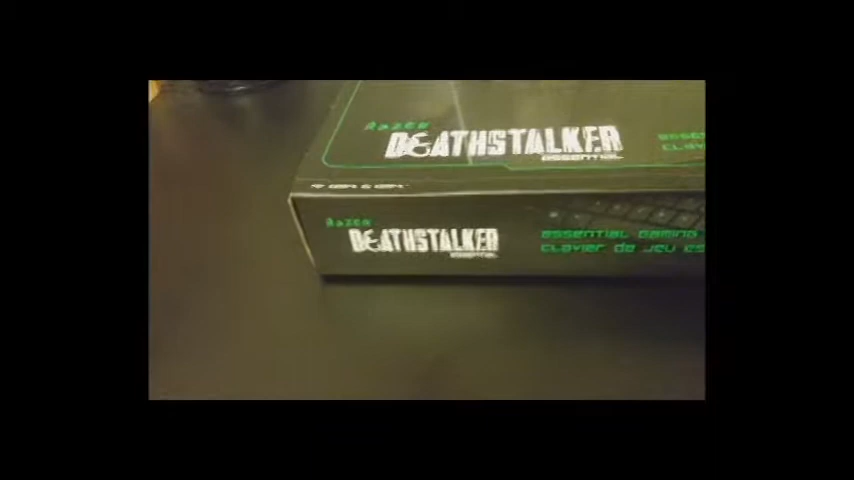 Razer
DEATHSTALKER
ESSENTIAL
Razer
DEATHSTALKER
ESSENTIAL
essential gaming
clavier de jeu es